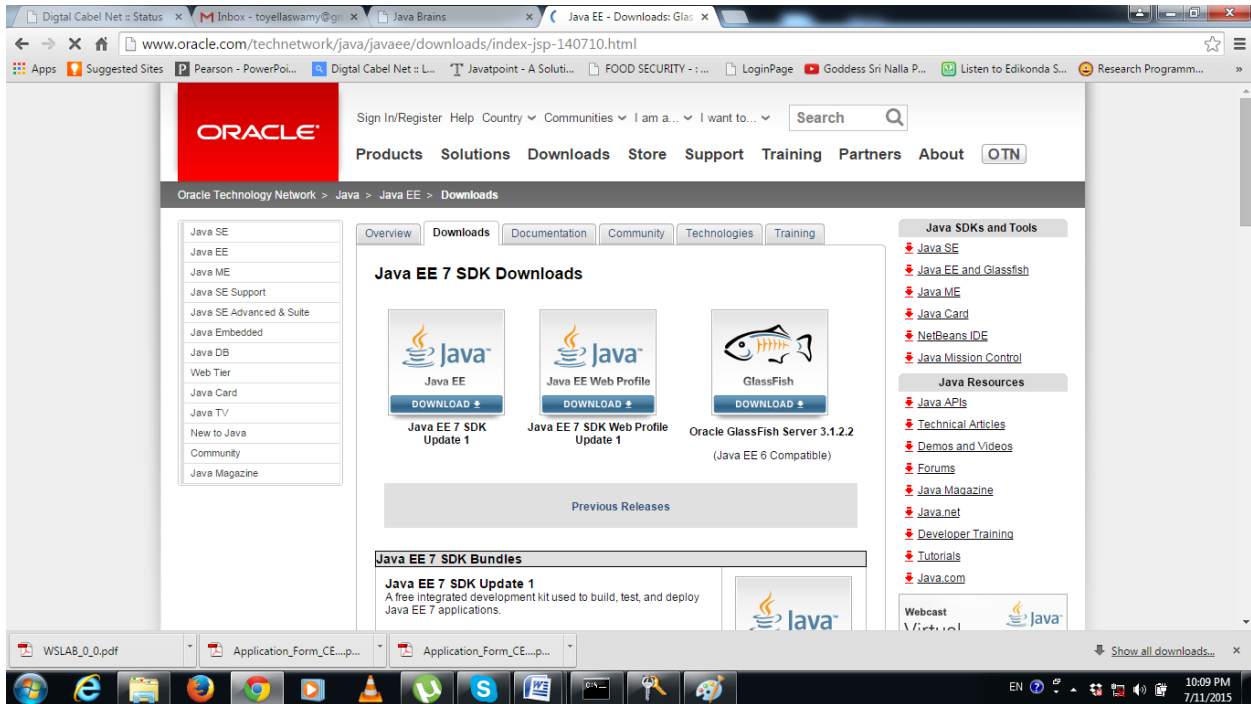 Digtal Cabel Net :: Status
Inbox - toyellaswamy@gn
Java Brains
Java EE - Downloads: Glas
www.oracle.com/technetwork/java/javaee/downloads/index-jsp-140710.html
Apps
Suggested Sites
Pearson - PowerPoi...
Digtal Cabel Net :: L...
Javatpoint - A Soluti...
FOOD SECURITY - : ...
LoginPage
Goddess Sri Nalla P...
Listen to Edikonda S...
Research Programm...
»
ORACLE
Sign In/Register Help Country Communities I am a... I want to... Search
Products Solutions Downloads Store Support Training Partners About OTN
Oracle Technology Network > Java > Java EE > Downloads
Java SE
Java EE
Java ME
Java SE Support
Java SE Advanced & Suite
Java Embedded
Java DB
Web Tier
Java Card
Java TV
New to Java
Community
Java Magazine
Overview Downloads Documentation Community Technologies Training
Java EE 7 SDK Downloads
Java™
Java EE
DOWNLOAD
Java EE 7 SDK
Update 1
Java™
Java EE Web Profile
DOWNLOAD
Java EE 7 SDK Web Profile
Update 1
GlassFish
DOWNLOAD
Oracle GlassFish Server 3.1.2.2
(Java EE 6 Compatible)
Previous Releases
Java EE 7 SDK Bundles
Java EE 7 SDK Update 1
A free integrated development kit used to build, test, and deploy
Java EE 7 applications.
Java™
Java SDKs and Tools
Java SE
Java EE and Glassfish
Java ME
Java Card
NetBeans IDE
Java Mission Control
Java Resources
Java APIs
Technical Articles
Demos and Videos
Forums
Java Magazine
Java.net
Developer Training
Tutorials
Java.com
Webcast
Virtual
Java
WSLAB_0_0.pdf
Application_Form_CE....p...
Application_Form_CE....p...
Show all downloads...
EN
10:09 PM
7/11/2015